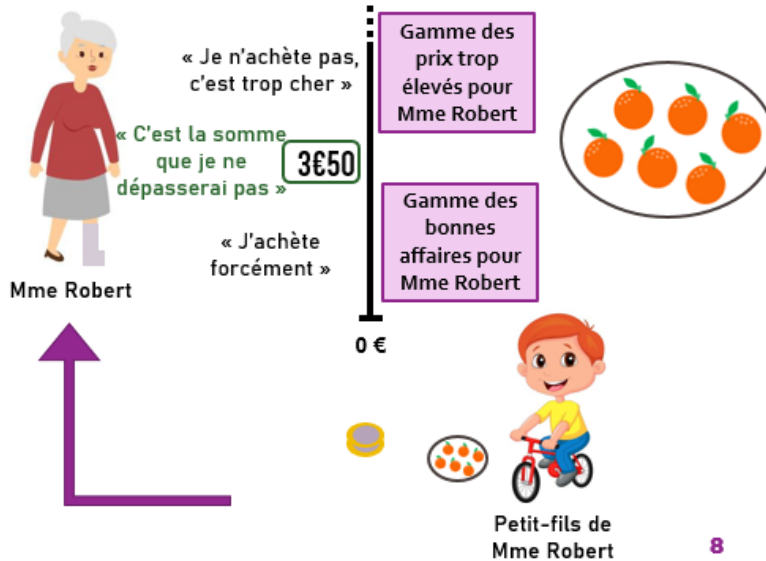 « Je n'achète pas,
c'est trop cher »
Gamme des
prix trop
élevés pour
Mme Robert
« C'est la somme
que je ne
dépasserai pas »
3€50
« J'achète
forcément »
Gamme des
bonnes
affaires pour
Mme Robert
Mme Robert
0 €
Petit-fils de
Mme Robert
8